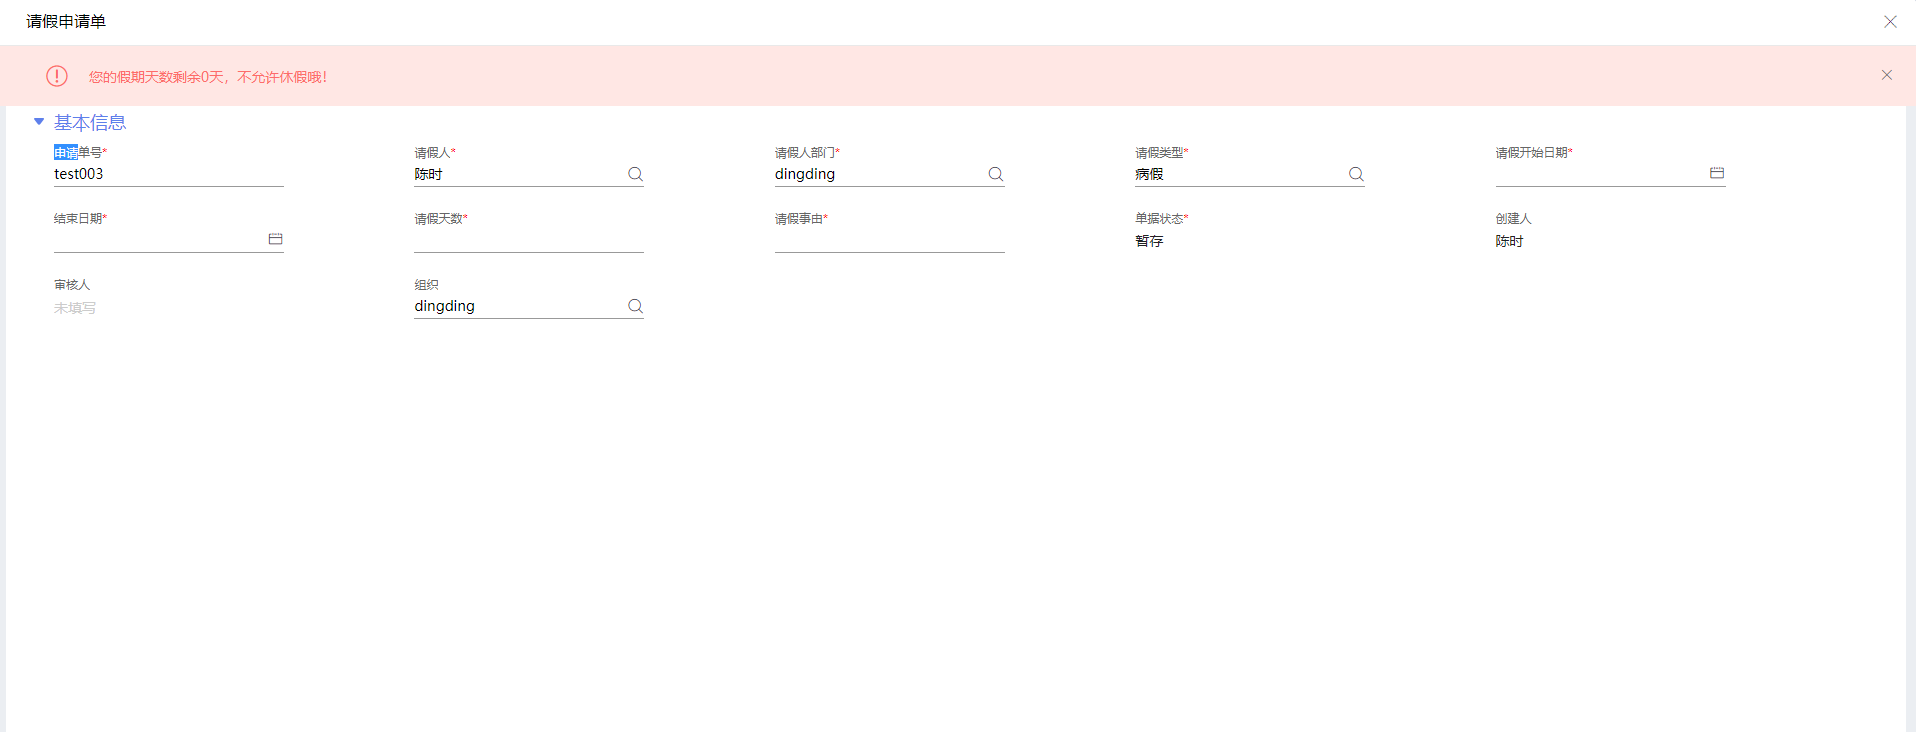 请假申请单
您的假期天数剩余0天，不允许休假哦！
基本信息
申请单号* 请假人* 请假人部门* 请假类型* 请假开始日期*
test003 陈时 dingding 病假
结束日期* 请假天数* 请假事由* 单据状态* 创建人
暂存 陈时
审核人 组织
未填写 dingding